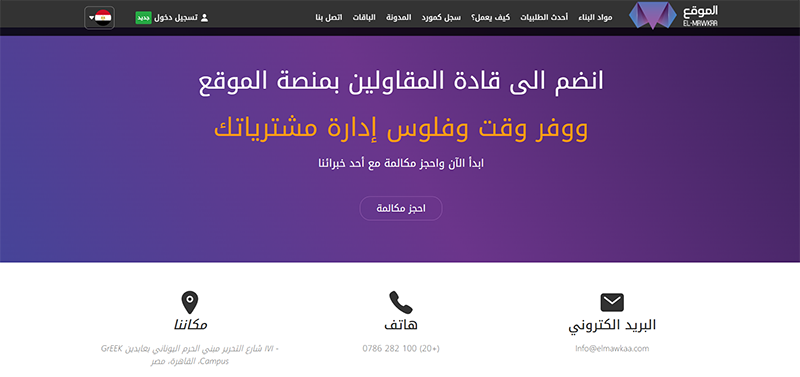 الموقع
EL-MAWKAA
مواد البناء
أحدث الطلبيات
كيف يعمل؟
سجل كمورد
المدونة
الباقات
اتصل بنا
تسجيل دخول
جديد
انضم الى قادة المقاولين بمنصة الموقع
ووفر وقت وفلوس إدارة مشترياتك
ابدأ الآن واحجز مكالمة مع أحد خبرائنا
احجز مكالمة
البريد الكتروني
Info@elmawkaa.com
هاتف
0786 282 100 (20+)
مكاننا
١٧١ شارع التحرير مبني الحرم اليوناني بعابدين GrEEK -
Campus، القاهرة، مصر